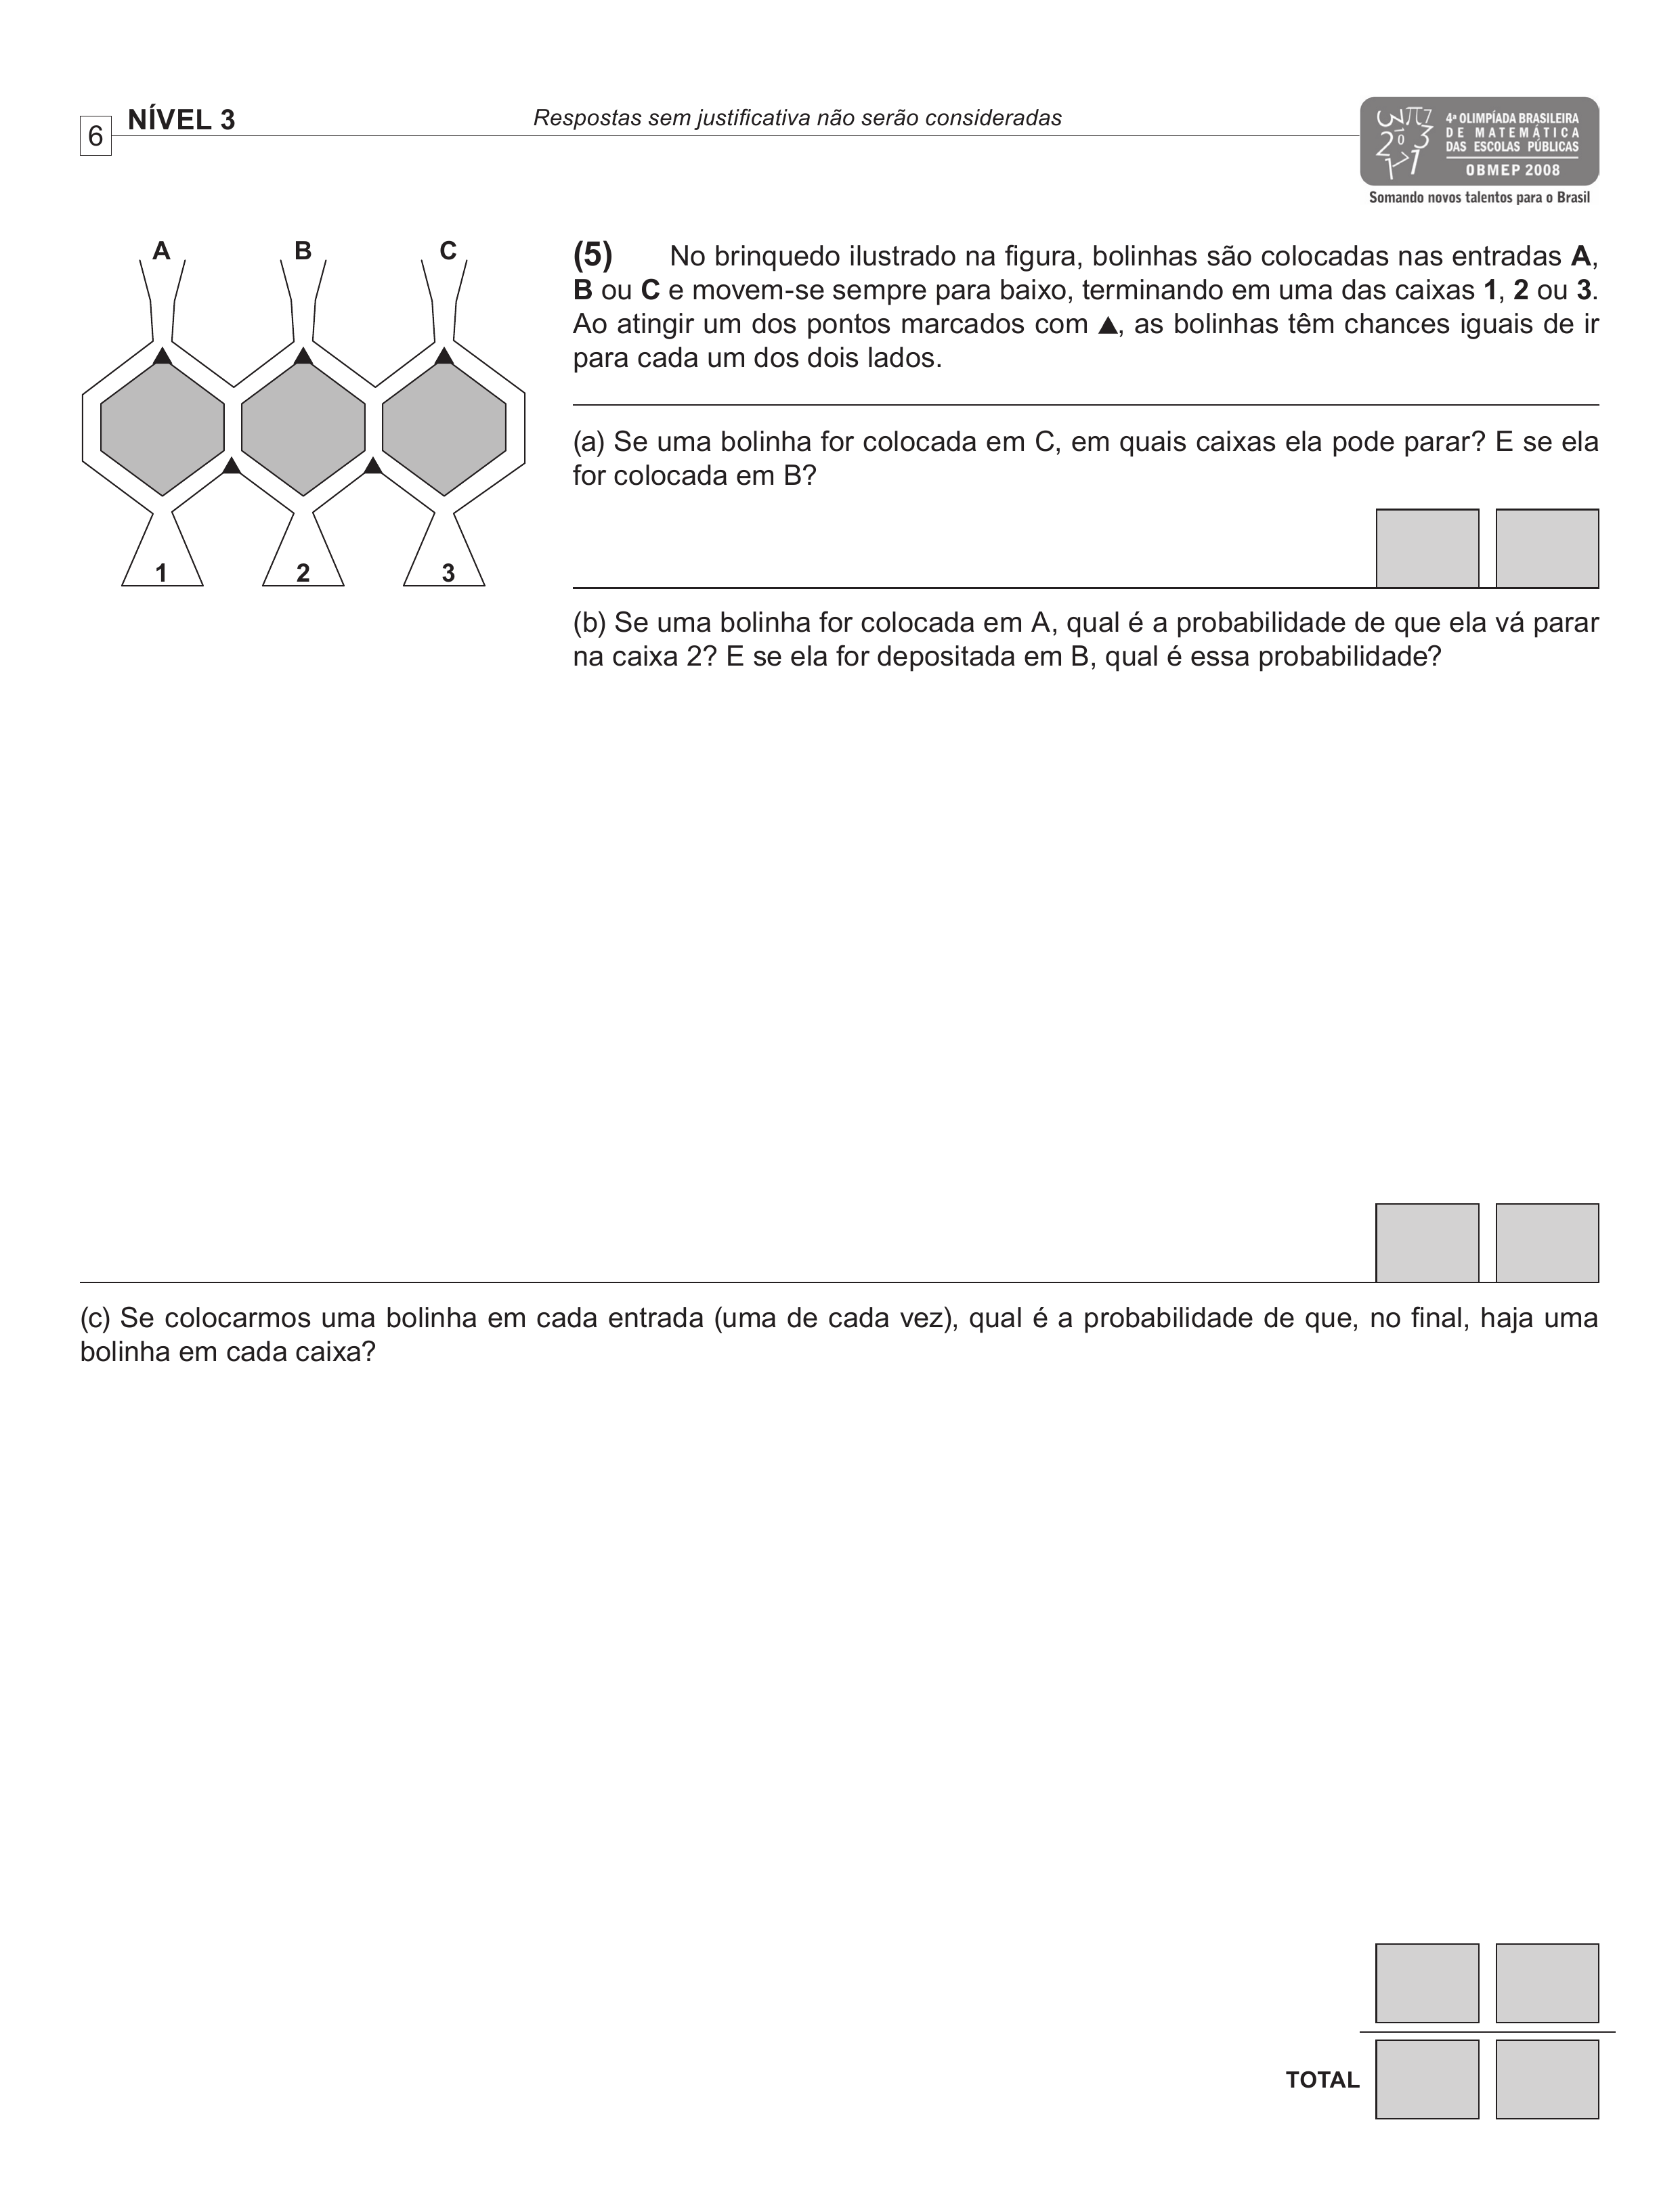 6
NÍVEL 3
Respostas sem justificativa não serão consideradas
4ª OLIMPÍADA BRASILEIRA
DE MATEMÁTICA
DAS ESCOLAS PÚBLICAS
OBMEP 2008
Somando novos talentos para o Brasil
A B C
1 2 3
(5) No brinquedo ilustrado na figura, bolinhas são colocadas nas entradas A,
B ou C e movem-se sempre para baixo, terminando em uma das caixas 1, 2 ou 3.
Ao atingir um dos pontos marcados com ▲, as bolinhas têm chances iguais de ir
para cada um dos dois lados.
(a) Se uma bolinha for colocada em C, em quais caixas ela pode parar? E se ela
for colocada em B?
(b) Se uma bolinha for colocada em A, qual é a probabilidade de que ela vá parar
na caixa 2? E se ela for depositada em B, qual é essa probabilidade?
(c) Se colocarmos uma bolinha em cada entrada (uma de cada vez), qual é a probabilidade de que, no final, haja uma
bolinha em cada caixa?
TOTAL